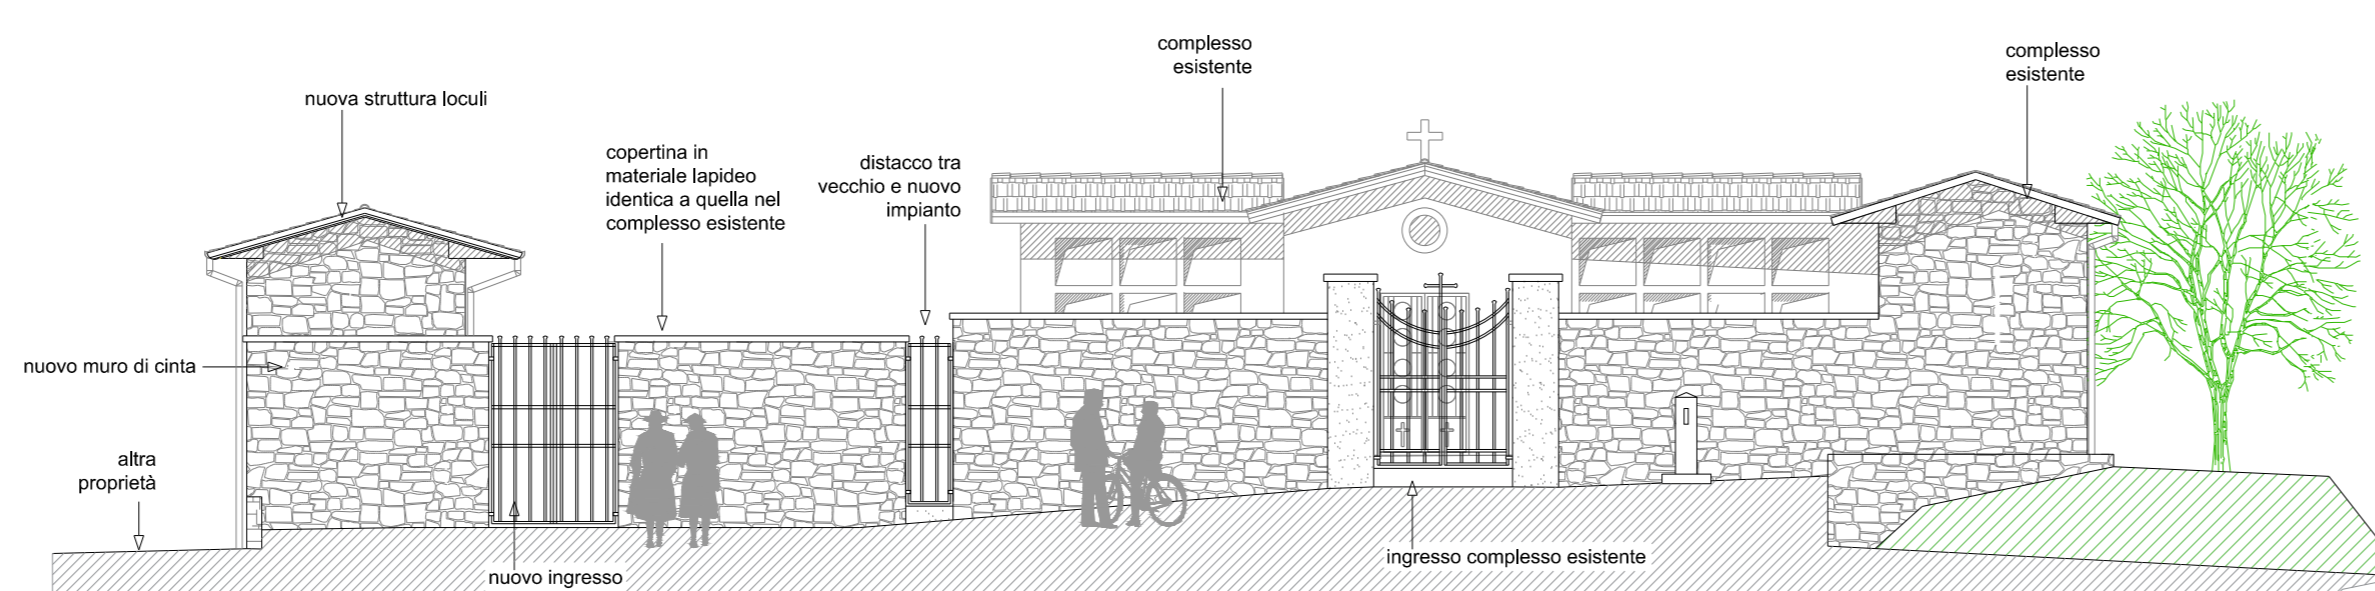 complesso
esistente
complesso
esistente
nuova struttura loculi
copertina in
materiale lapideo
identica a quella nel
complesso esistente
distacco tra
vecchio e nuovo
impianto
nuovo muro di cinta
altra
proprietà
nuovo ingresso
ingresso complesso esistente